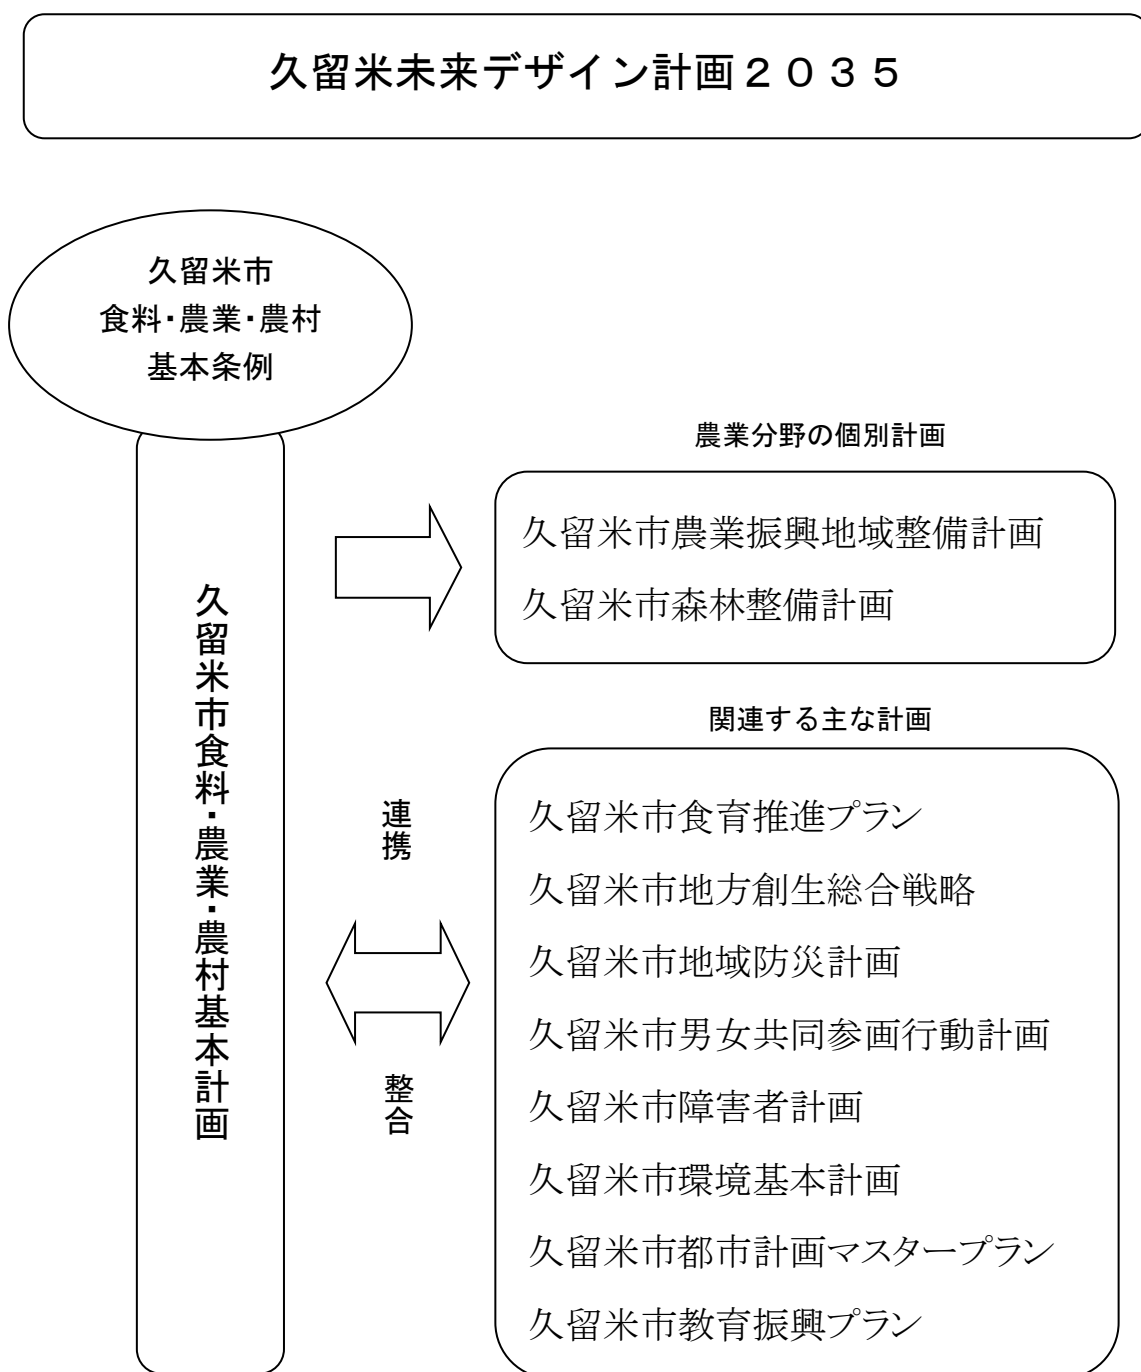 久留米未来デザイン計画２０３５
久留米市
食料・農業・農村
基本条例
久留米市食料・農業・農村基本計画
農業分野の個別計画
久留米市農業振興地域整備計画
久留米市森林整備計画
連携
整合
関連する主な計画
久留米市食育推進プラン
久留米市地方創生総合戦略
久留米市地域防災計画
久留米市男女共同参画行動計画
久留米市障害者計画
久留米市環境基本計画
久留米市都市計画マスタープラン
久留米市教育振興プラン